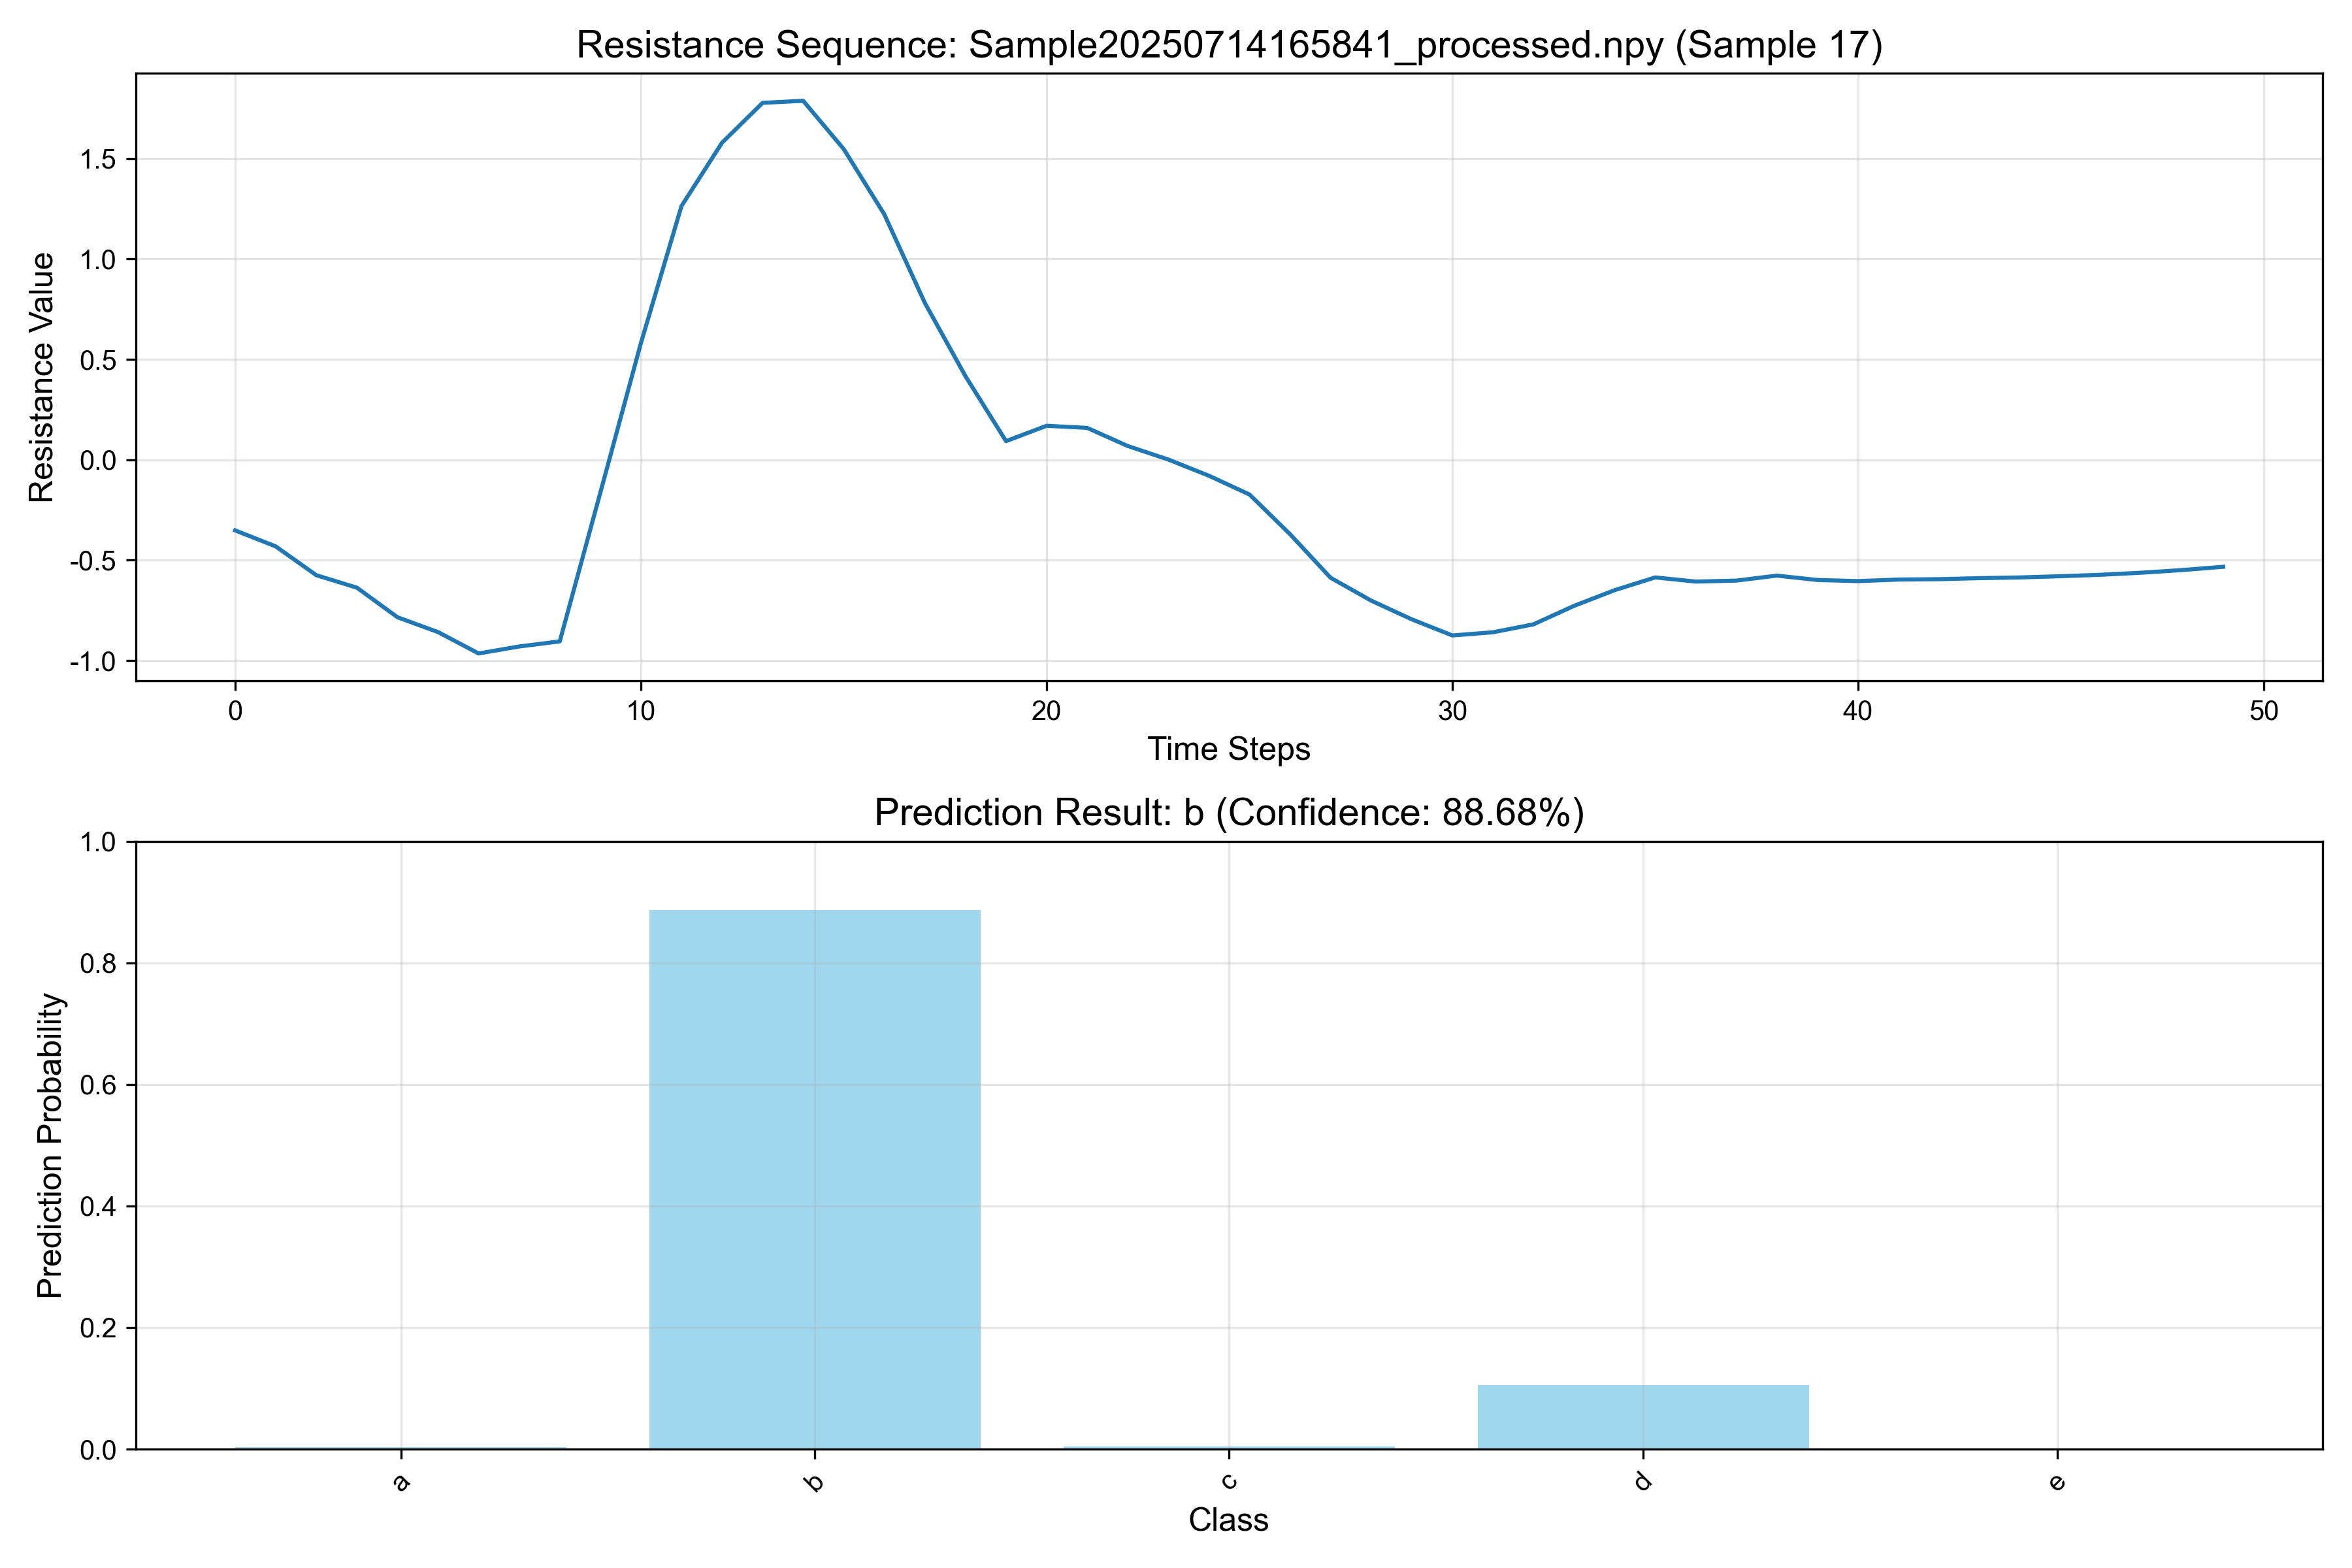 Resistance Sequence: Sample20250714165841_processed.npy (Sample 17)
Resistance Value
1.5
1.0
0.5
0.0
-0.5
-1.0
0 10 20 30 40 50
Time Steps
Prediction Result: b (Confidence: 88.68%)
Prediction Probability
1.0
0.8
0.6
0.4
0.2
0.0
a b c d e
Class